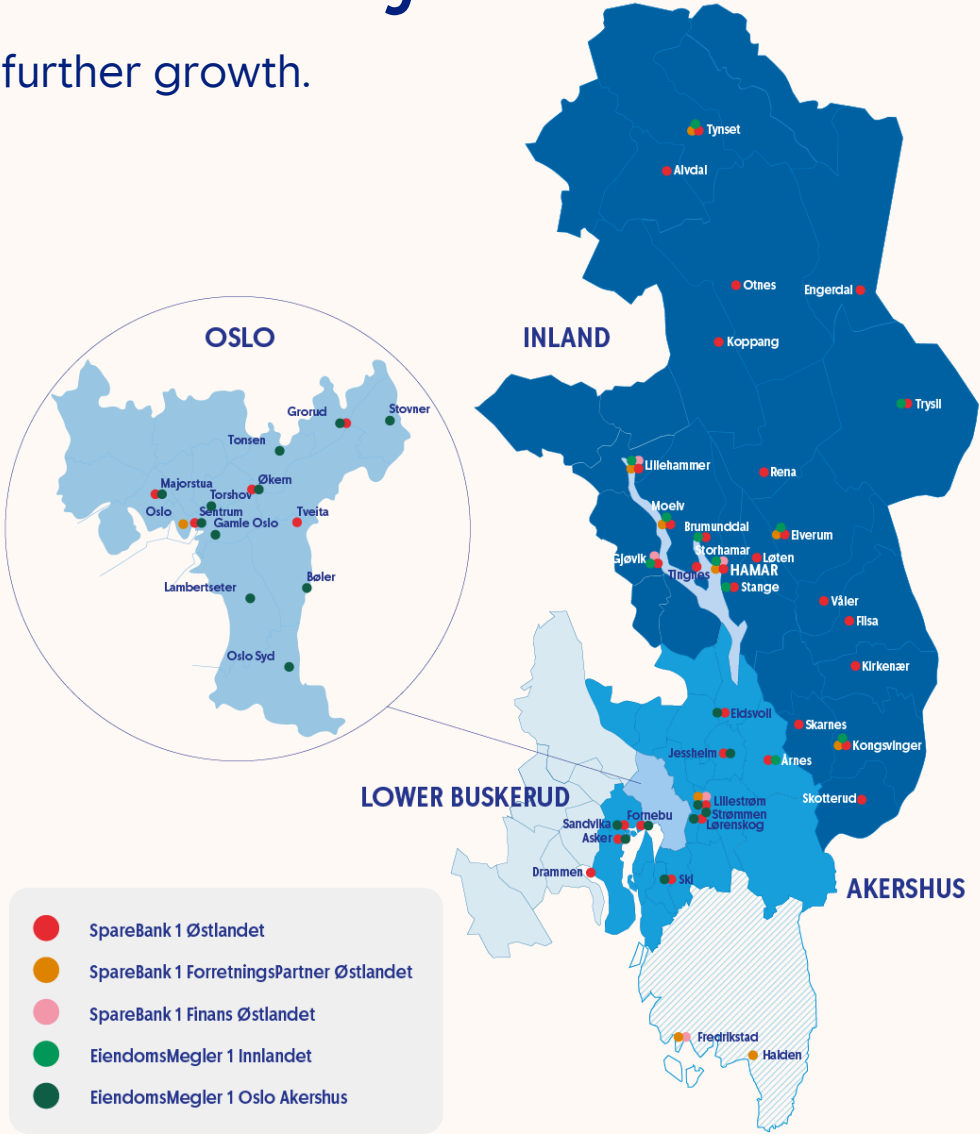 further growth.
Tynset
Alvdal
Otnes
Engerdal
OSLO
INLAND
Koppang
Trysil
Grorud
Stovner
Tonsen
Lillehammer
Rena
Majorstua
Økern
Torshov
Oslo
Sentrum
Tveita
Gamle Oslo
Moelv
Brumunddal
Elverum
Storhamar
Gjøvik
Løten
HAMAR
Tingnes
Stange
Bøler
Lambertseter
Våler
Flisa
Oslo Syd
Kirkenær
Eidsvoll
Skarnes
Kongsvinger
Jessheim
Årnes
LOWER BUSKERUD
Lillestrøm
Skotterud
Strømmen
Fornebu
Sandvika
Lørenskog
Asker
Drammen
Ski
AKERSHUS
SpareBank 1 Østlandet
SpareBank 1 ForretningsPartner Østlandet
SpareBank 1 Finans Østlandet
EiendomsMegler 1 Innlandet
EiendomsMegler 1 Oslo Akershus
Fredrikstad
Halden